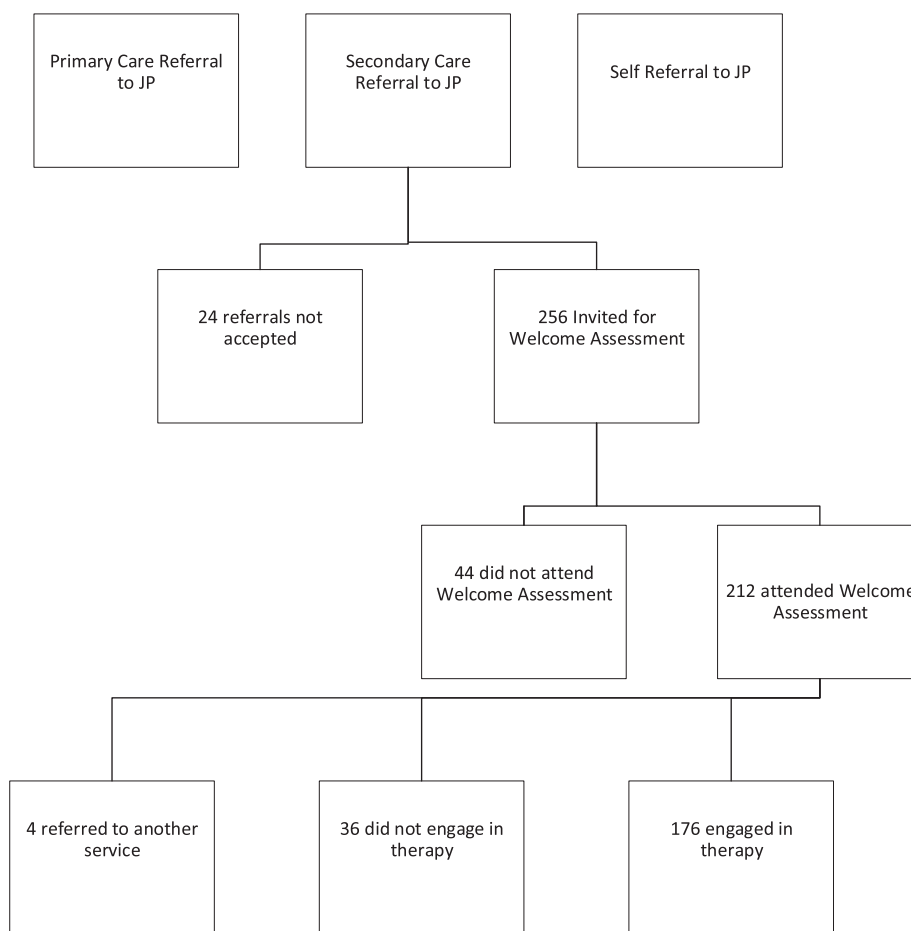 Primary Care Referral
to JP
Secondary Care
Referral to JP
Self Referral to JP
24 referrals not
accepted
256 Invited for
Welcome Assessment
44 did not attend
Welcome Assessment
212 attended Welcome
Assessment
4 referred to another
service
36 did not engage in
therapy
176 engaged in
therapy